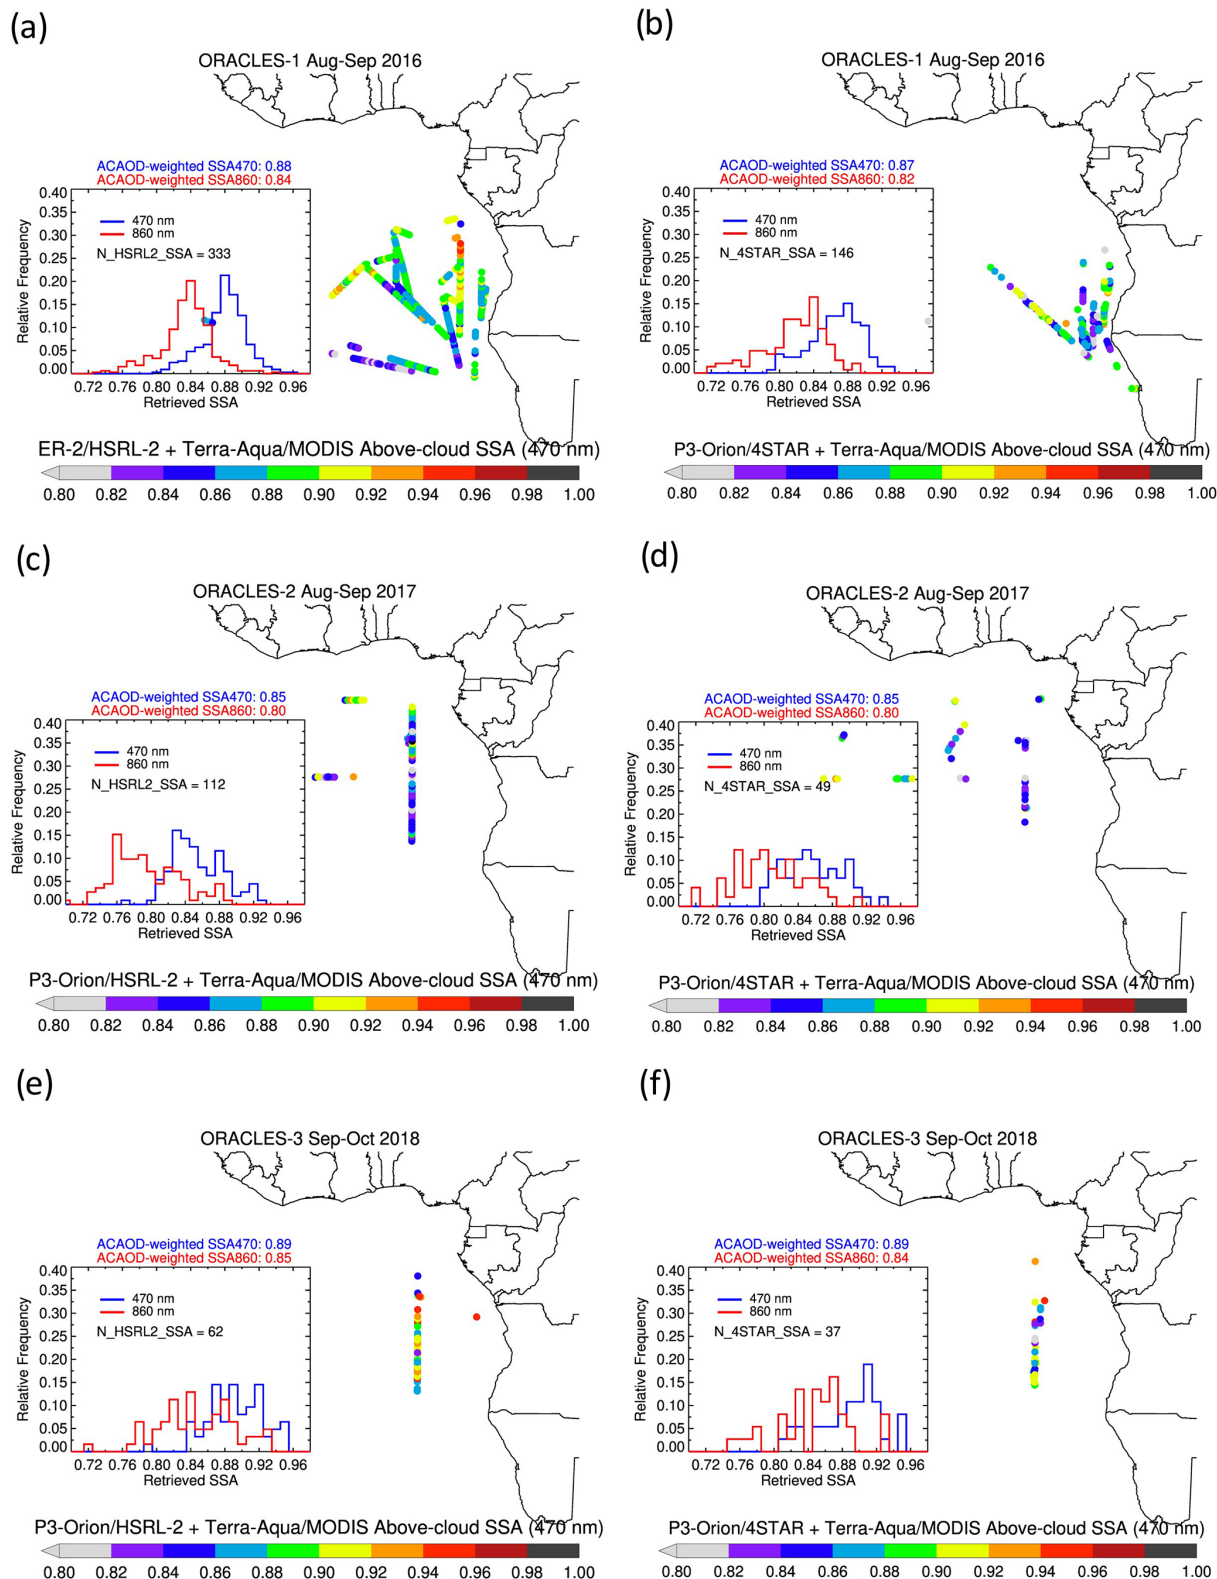 (a)
ORACLES-1 Aug-Sep 2016
ACAOD-weighted SSA470: 0.88
ACAOD-weighted SSA860: 0.84
0.40
0.35
0.30
0.25
0.20
0.15
0.10
0.05
0.00
Relative Frequency
470 nm
860 nm
N_HSRL2_SSA = 333
0.72 0.76 0.80 0.84 0.88 0.92 0.96
Retrieved SSA
ER-2/HSRL-2 + Terra-Aqua/MODIS Above-cloud SSA (470 nm)
0.80 0.82 0.84 0.86 0.88 0.90 0.92 0.94 0.96 0.98 1.00
(b)
ORACLES-1 Aug-Sep 2016
ACAOD-weighted SSA470: 0.87
ACAOD-weighted SSA860: 0.82
0.40
0.35
0.30
0.25
0.20
0.15
0.10
0.05
0.00
Relative Frequency
470 nm
860 nm
N_4STAR_SSA = 146
0.72 0.76 0.80 0.84 0.88 0.92 0.96
Retrieved SSA
P3-Orion/4STAR + Terra-Aqua/MODIS Above-cloud SSA (470 nm)
0.80 0.82 0.84 0.86 0.88 0.90 0.92 0.94 0.96 0.98 1.00
(c)
ORACLES-2 Aug-Sep 2017
ACAOD-weighted SSA470: 0.85
ACAOD-weighted SSA860: 0.80
0.40
0.35
0.30
0.25
0.20
0.15
0.10
0.05
0.00
Relative Frequency
470 nm
860 nm
N_HSRL2_SSA = 112
0.72 0.76 0.80 0.84 0.88 0.92 0.96
Retrieved SSA
P3-Orion/HSRL-2 + Terra-Aqua/MODIS Above-cloud SSA (470 nm)
0.80 0.82 0.84 0.86 0.88 0.90 0.92 0.94 0.96 0.98 1.00
(d)
ORACLES-2 Aug-Sep 2017
ACAOD-weighted SSA470: 0.85
ACAOD-weighted SSA860: 0.80
0.40
0.35
0.30
0.25
0.20
0.15
0.10
0.05
0.00
Relative Frequency
470 nm
860 nm
N_4STAR_SSA = 49
0.72 0.76 0.80 0.84 0.88 0.92 0.96
Retrieved SSA
P3-Orion/4STAR + Terra-Aqua/MODIS Above-cloud SSA (470 nm)
0.80 0.82 0.84 0.86 0.88 0.90 0.92 0.94 0.96 0.98 1.00
(e)
ORACLES-3 Sep-Oct 2018
ACAOD-weighted SSA470: 0.89
ACAOD-weighted SSA860: 0.85
0.40
0.35
0.30
0.25
0.20
0.15
0.10
0.05
0.00
Relative Frequency
470 nm
860 nm
N_HSRL2_SSA = 62
0.72 0.76 0.80 0.84 0.88 0.92 0.96
Retrieved SSA
P3-Orion/HSRL-2 + Terra-Aqua/MODIS Above-cloud SSA (470 nm)
0.80 0.82 0.84 0.86 0.88 0.90 0.92 0.94 0.96 0.98 1.00
(f)
ORACLES-3 Sep-Oct 2018
ACAOD-weighted SSA470: 0.89
ACAOD-weighted SSA860: 0.84
0.40
0.35
0.30
0.25
0.20
0.15
0.10
0.05
0.00
Relative Frequency
470 nm
860 nm
N_4STAR_SSA = 37
0.72 0.76 0.80 0.84 0.88 0.92 0.96
Retrieved SSA
P3-Orion/4STAR + Terra-Aqua/MODIS Above-cloud SSA (470 nm)
0.80 0.82 0.84 0.86 0.88 0.90 0.92 0.94 0.96 0.98 1.00